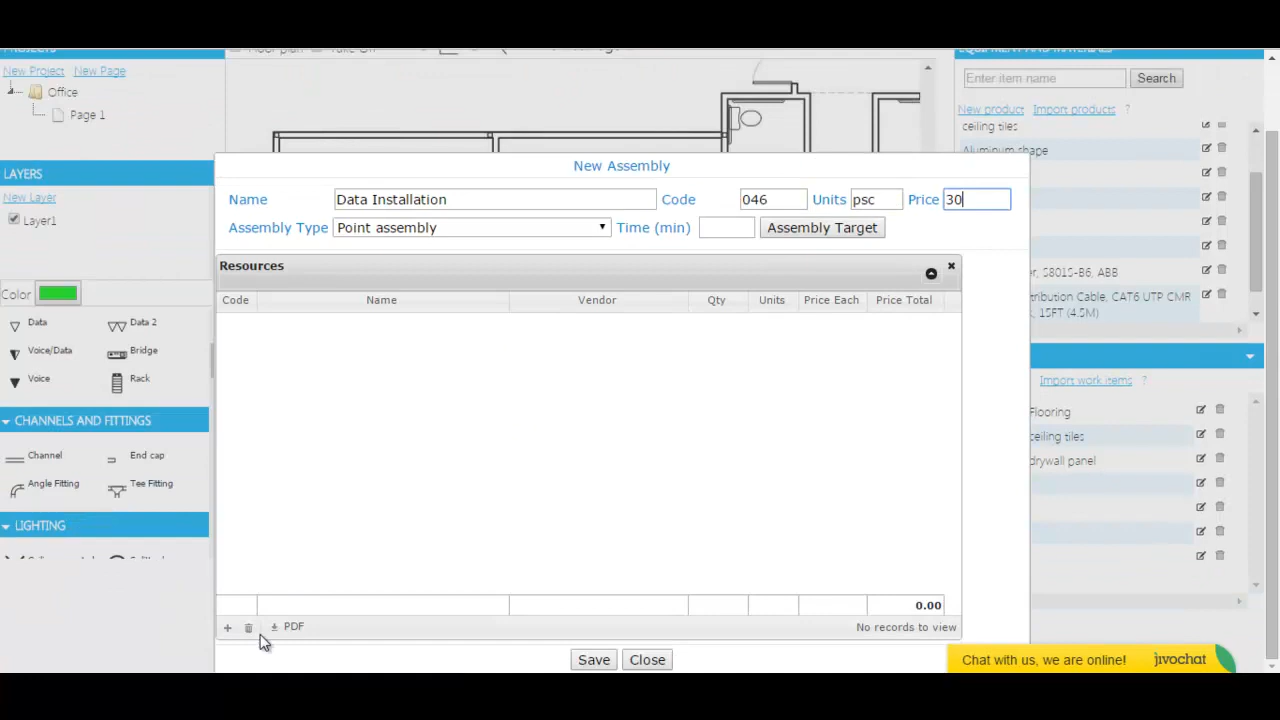 New Project New Page
Office
Page 1
LAYERS
New Layer
Layer1
Color
Data
Data 2
Voice/Data
Bridge
Voice
Rack
CHANNELS AND FITTINGS
Channel
End cap
Angle Fitting
Tee Fitting
LIGHTING
New Assembly
Name Data Installation Code 046 Units psc Price 30
Assembly Type Point assembly Time (min) Assembly Target
Resources
Code Name Vendor Qty Units Price Each Price Total
0.00
PDF
No records to view
Save Close
EQUIPMENT AND MATERIALS
Enter item name Search
New product Import products ?
ceiling tiles
Aluminum shape
S801S-B6, ABB
Cable, CAT6 UTP CMR
15FT (4.5M)
Import work items ?
Flooring
ceiling tiles
drywall panel
Chat with us, we are online! jivochat